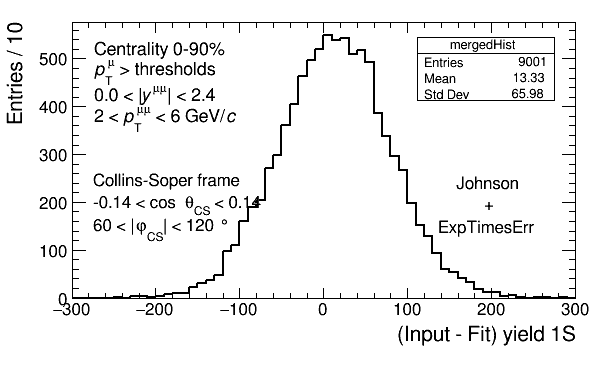 Entries / 10
500
400
300
200
100
0
Centrality 0-90%
p_T^μ > thresholds
0.0 < |y^μμ| < 2.4
2 < p_T^μμ < 6 GeV/c
mergedHist
Entries 9001
Mean 13.33
Std Dev 65.98
Collins-Soper frame
-0.14 < cos θ_CS < 0.14
60 < |φ_CS| < 120 °
Johnson
+
ExpTimesErr
−300 −200 −100 0 100 200 300
(Input - Fit) yield 1S